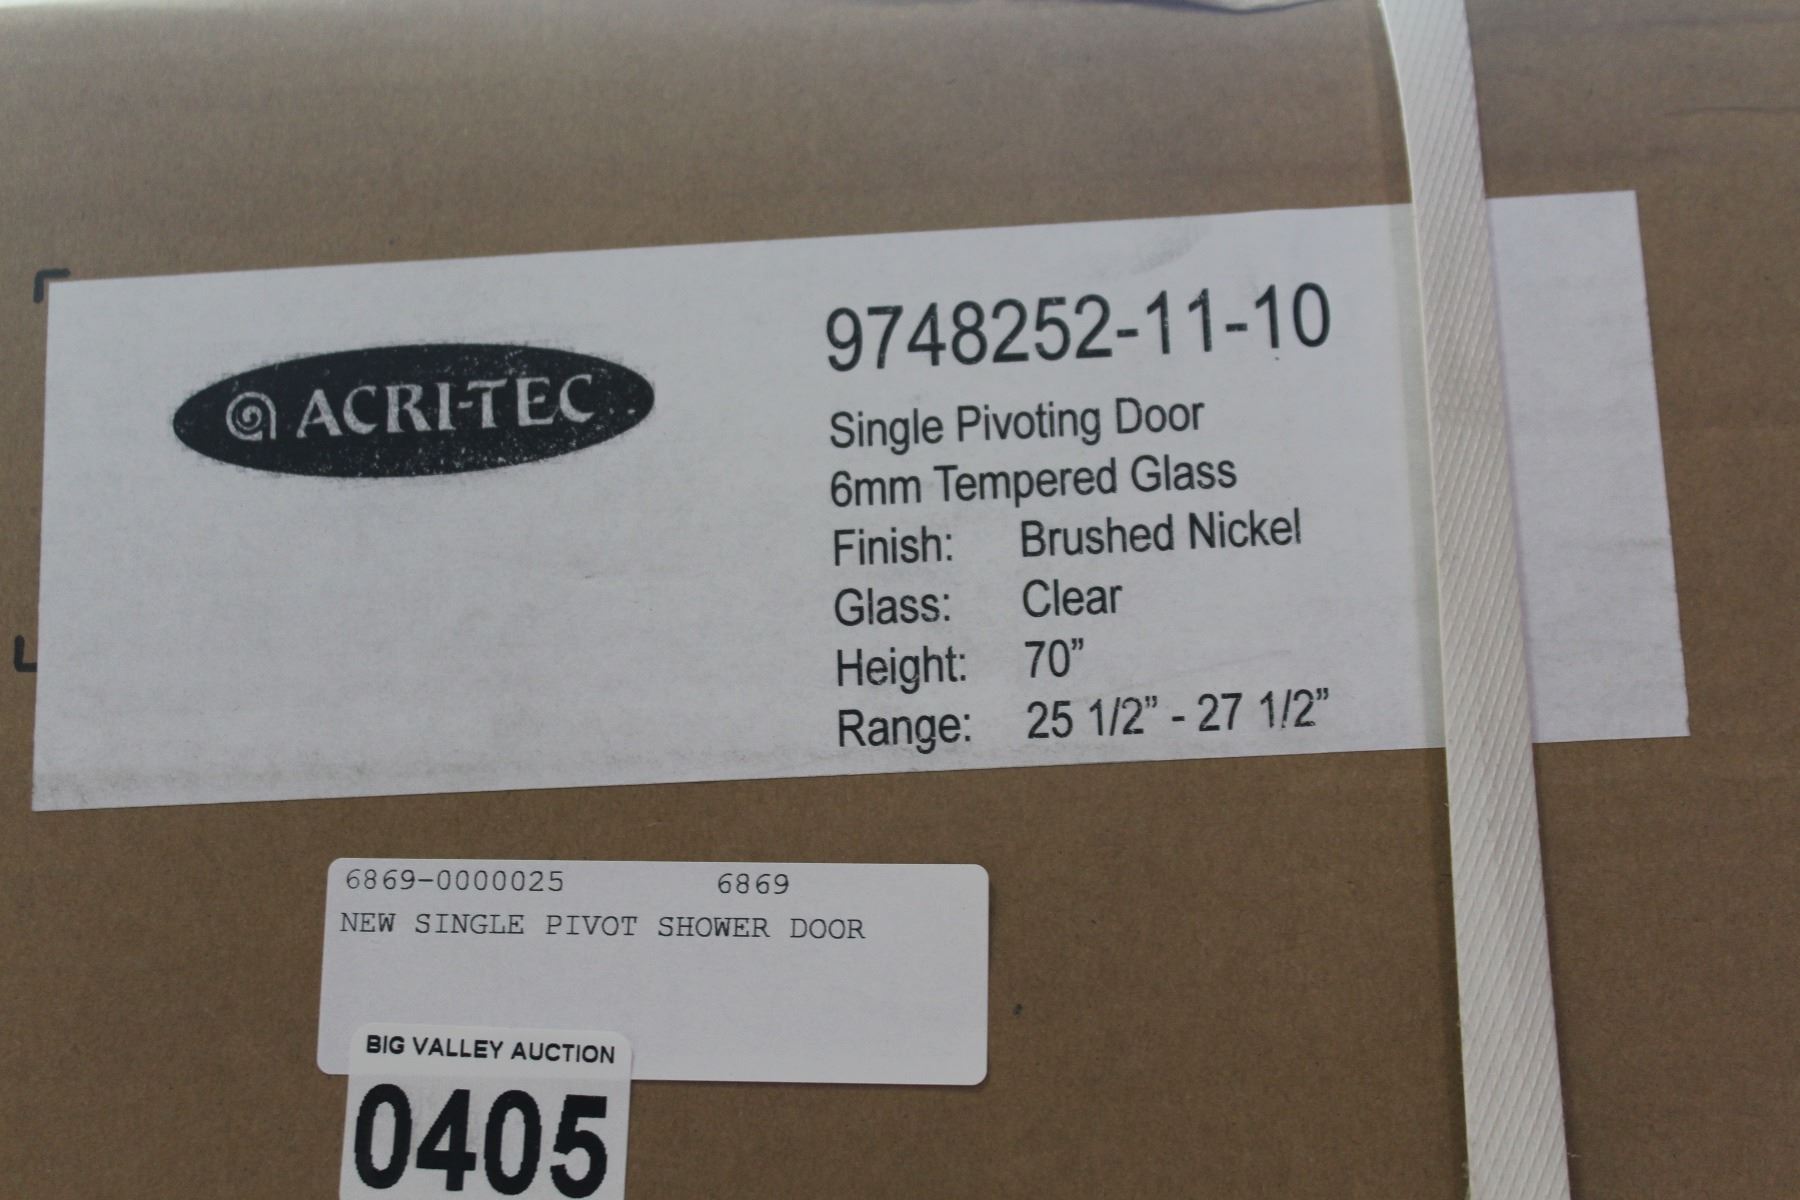 ACRI-TEC
9748252-11-10
Single Pivoting Door
6mm Tempered Glass
Finish: Brushed Nickel
Glass: Clear
Height: 70”
Range: 25 1/2” - 27 1/2”
6869-0000025 6869
NEW SINGLE PIVOT SHOWER DOOR
BIG VALLEY AUCTION
0405